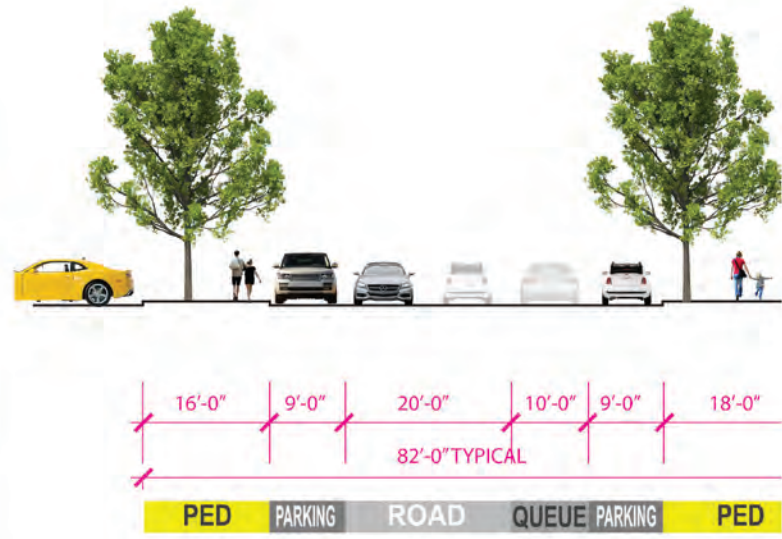 16'-0" 9'-0" 20'-0" 10'-0" 9'-0" 18'-0"
82'-0" TYPICAL
PED PARKING ROAD QUEUE PARKING PED